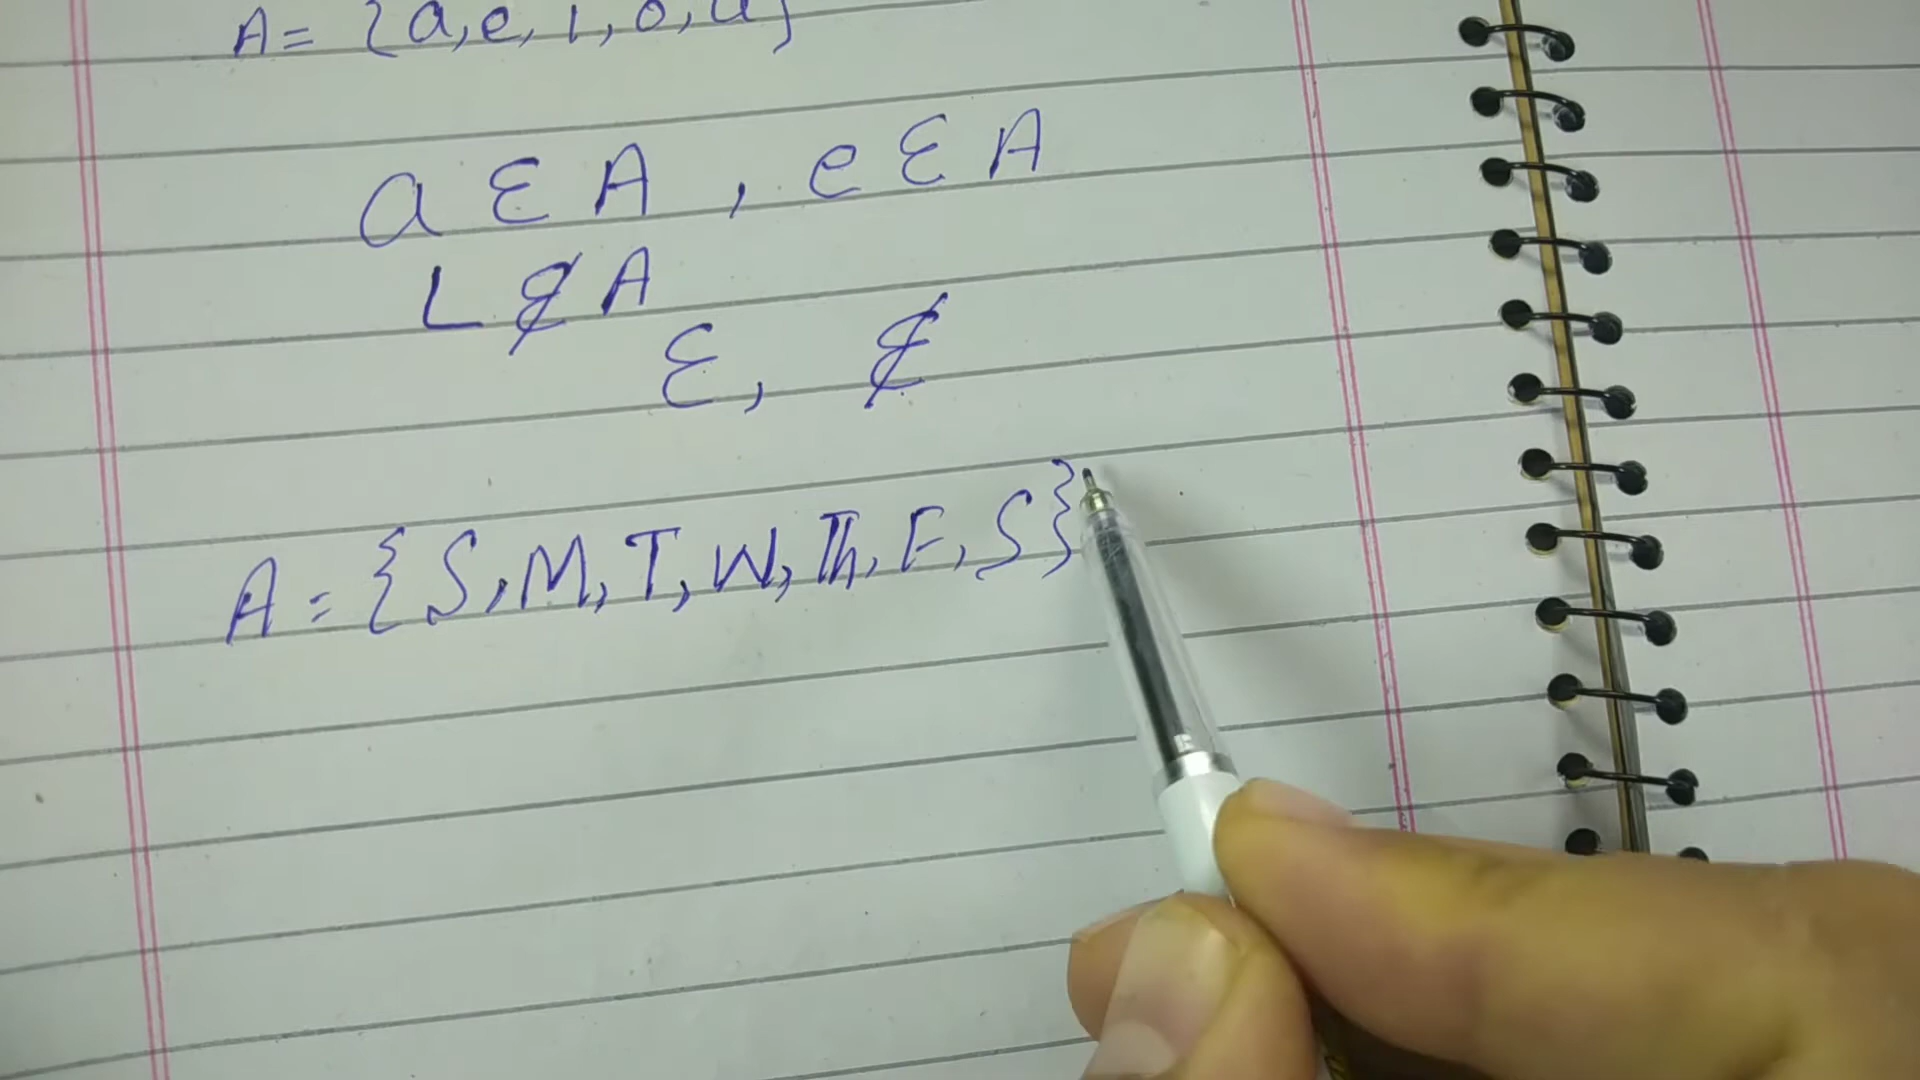 A = {a, e, i, o, u}
a ∈ A , e ∈ A
L ∉ A
∈, ∉
A = {S, M, T, W, Th, F, S}